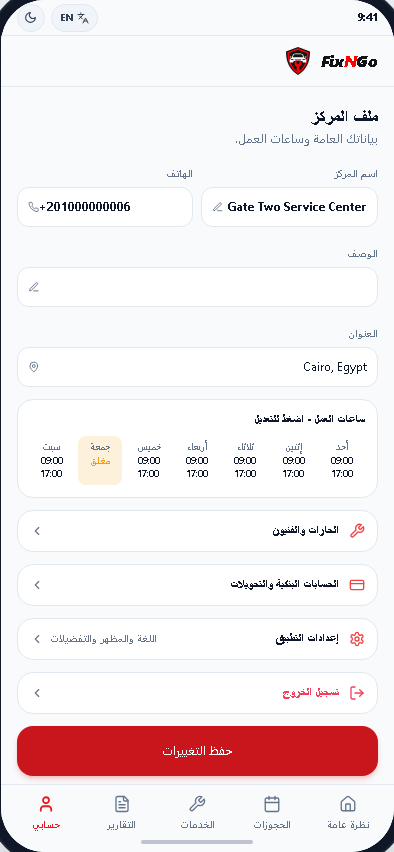 EN
9:41
FixNGo
ملف المركز
بياناتك العامة وساعات العمل.
اسم المركز
الهاتف
Gate Two Service Center
+201000000006
الوصف
العنوان
Cairo, Egypt
ساعات العمل - اضغط للتعديل
أحد
إثنين
ثلاثاء
أربعاء
خميس
جمعة
سبت
09:00
09:00
09:00
09:00
09:00
مغلق
09:00
17:00
17:00
17:00
17:00
17:00
17:00
الحارات والفنيون
الحسابات البنكية والتحويلات
إعدادات التطبيق
اللغة والمظهر والتفضيلات
تسجيل الخروج
حفظ التغييرات
نظرة عامة
الحجوزات
الخدمات
التقارير
حسابي